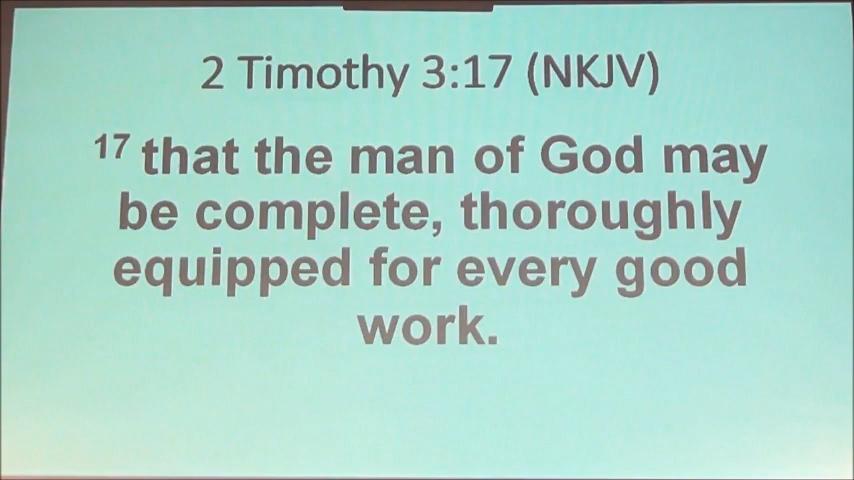 2 Timothy 3:17 (NKJV)
17 that the man of God may
be complete, thoroughly
equipped for every good
work.